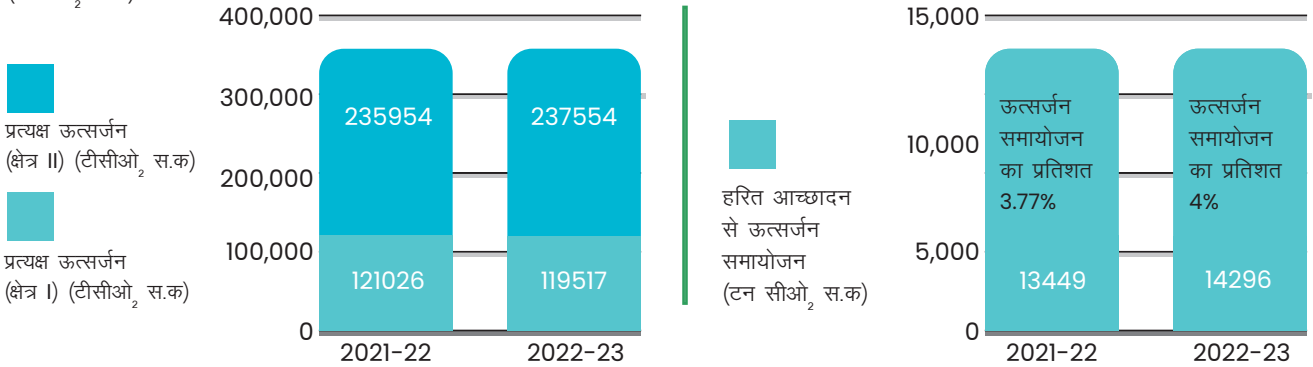 400,000
300,000
200,000
100,000
0
235954
237554
121026
119517
2021-22
2022-23
प्रत्यक्ष ऊत्सर्जन
(क्षेत्र II) (टीसीओ₂ स.क)
प्रत्यक्ष ऊत्सर्जन
(क्षेत्र I) (टीसीओ₂ स.क)
हरित आच्छादन
से ऊत्सर्जन
समायोजन
(टन सीओ₂ स.क)
15,000
10,000
5,000
0
ऊत्सर्जन
समायोजन
का प्रतिशत
3.77%
13449
ऊत्सर्जन
समायोजन
का प्रतिशत
4%
14296
2021-22
2022-23